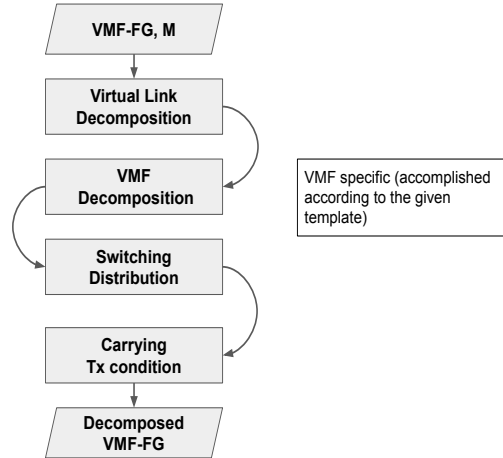 VMF-FG, M
Virtual Link
Decomposition
VMF
Decomposition
VMF specific (accomplished
according to the given
template)
Switching
Distribution
Carrying
Tx condition
Decomposed
VMF-FG